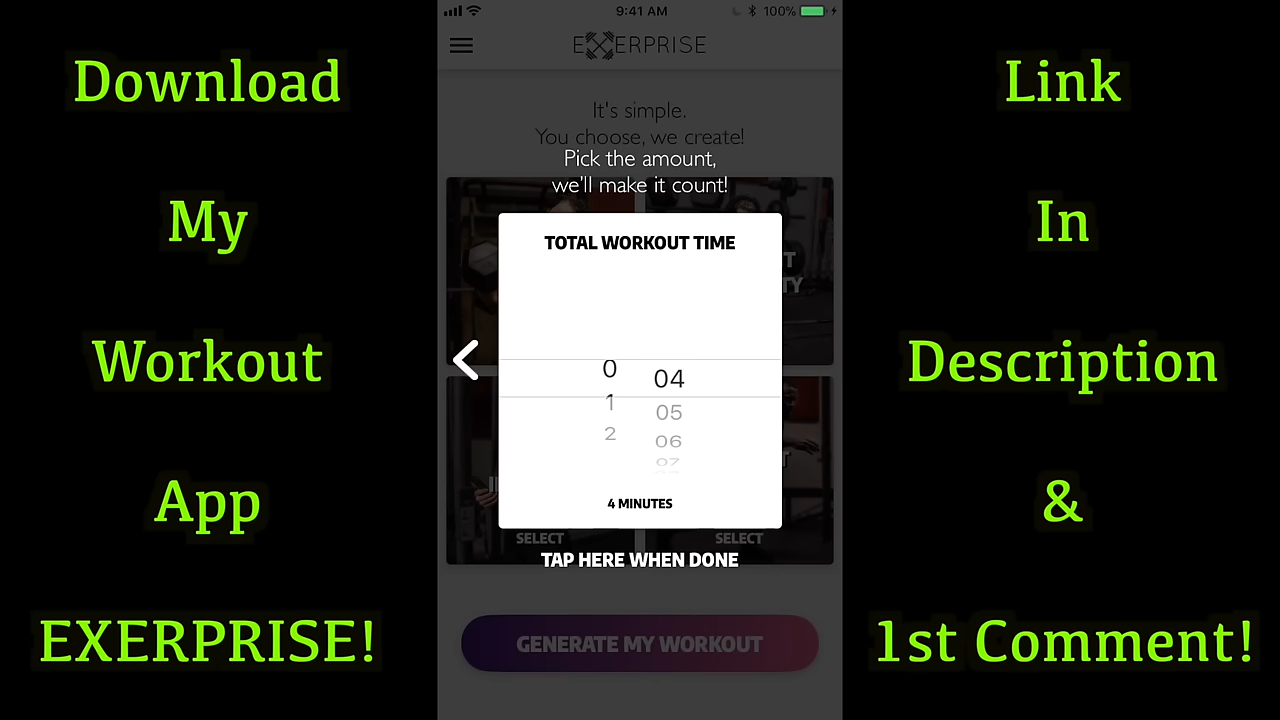 Download
My
Workout
App
EXERPRISE!
9:41 AM
100%
EXERPRISE
It's simple.
You choose, we create!
Pick the amount,
we'll make it count!
TOTAL WORKOUT TIME
0 04
1 05
2 06
07
4 MINUTES
SELECT SELECT
TAP HERE WHEN DONE
GENERATE MY WORKOUT
Link
In
Description
&
1st Comment!